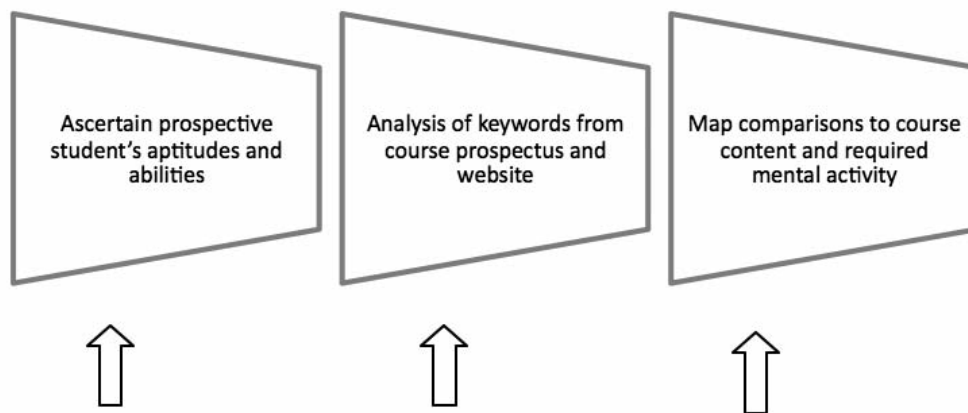 Ascertain prospective
student's aptitudes and
abilities
Analysis of keywords from
course prospectus and
website
Map comparisons to course
content and required
mental activity